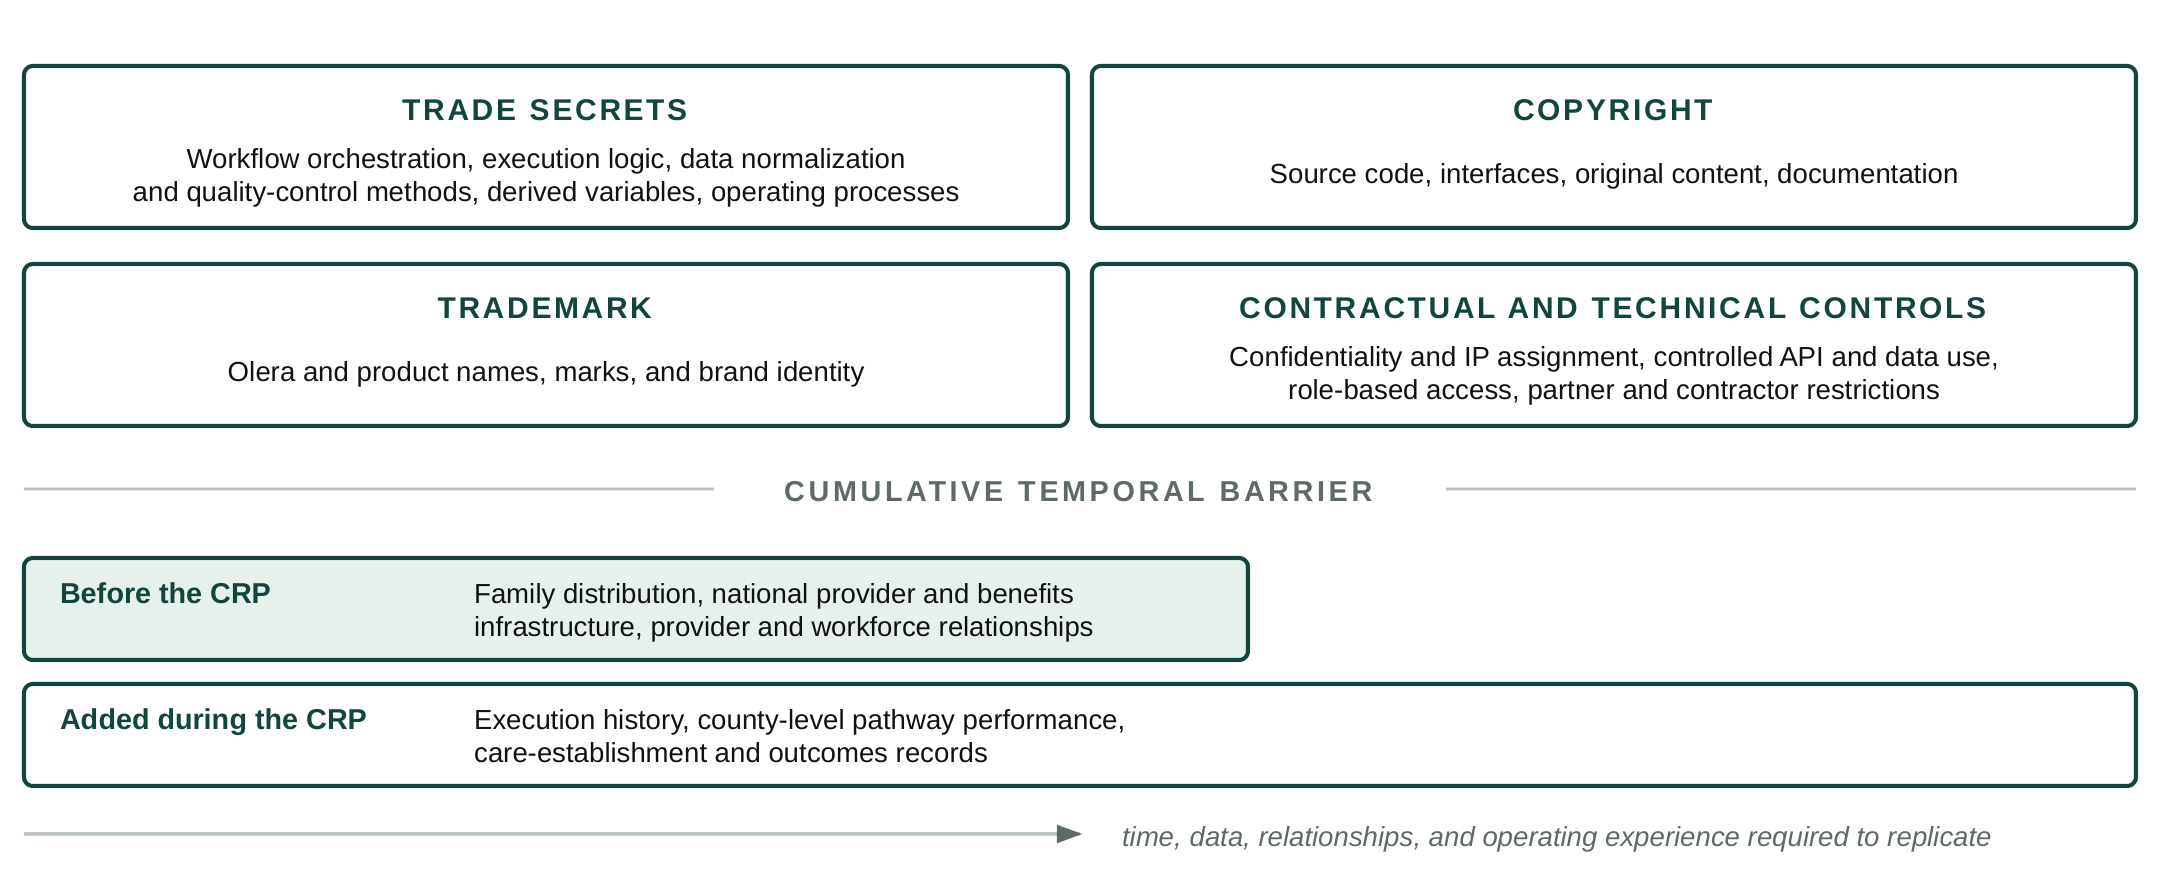 TRADE SECRETS
Workflow orchestration, execution logic, data normalization
and quality-control methods, derived variables, operating processes
COPYRIGHT
Source code, interfaces, original content, documentation
TRADEMARK
Olera and product names, marks, and brand identity
CONTRACTUAL AND TECHNICAL CONTROLS
Confidentiality and IP assignment, controlled API and data use,
role-based access, partner and contractor restrictions
CUMULATIVE TEMPORAL BARRIER
Before the CRP
Family distribution, national provider and benefits
infrastructure, provider and workforce relationships
Added during the CRP
Execution history, county-level pathway performance,
care-establishment and outcomes records
time, data, relationships, and operating experience required to replicate